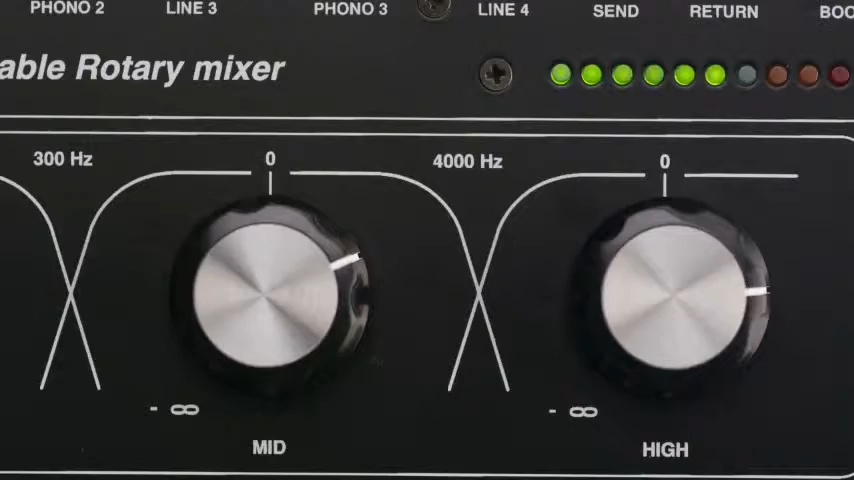 PHONO 2 LINE 3 PHONO 3 LINE 4 SEND RETURN BOO
able Rotary mixer
300 Hz 0 4000 Hz 0
- ∞ - ∞
MID HIGH